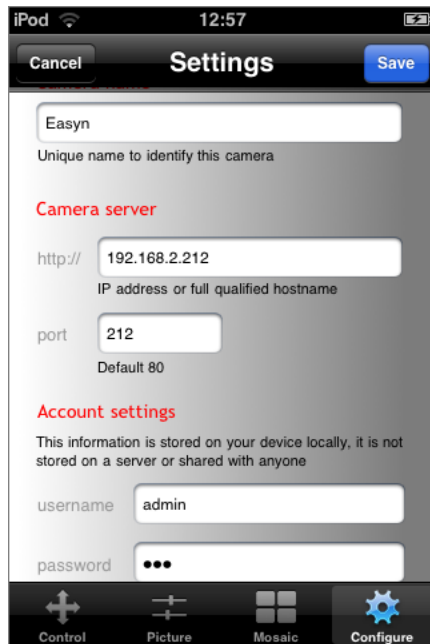 iPod 12:57
Cancel Settings Save
Camera name
Easyn
Unique name to identify this camera
Camera server
http:// 192.168.2.212
IP address or full qualified hostname
port 212
Default 80
Account settings
This information is stored on your device locally, it is not
stored on a server or shared with anyone
username admin
password •••
Control Picture Mosaic Configure